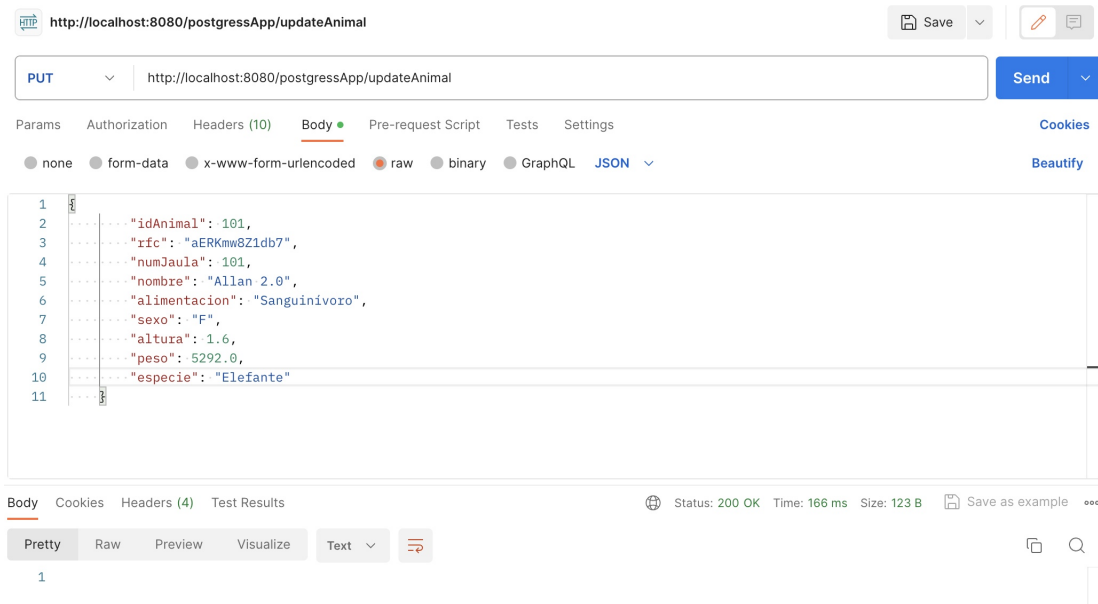 HTTP http://localhost:8080/postgressApp/updateAnimal Save
PUT http://localhost:8080/postgressApp/updateAnimal Send
Params Authorization Headers (10) Body Pre-request Script Tests Settings Cookies
none form-data x-www-form-urlencoded raw binary GraphQL JSON Beautify
1 {
2 "idAnimal": 101,
3 "rfc": "aERKmw8Z1db7",
4 "numJaula": 101,
5 "nombre": "Allan 2.0",
6 "alimentacion": "Sanguinívoro",
7 "sexo": "F",
8 "altura": 1.6,
9 "peso": 5292.0,
10 "especie": "Elefante"
11 }
Body Cookies Headers (4) Test Results Status: 200 OK Time: 166 ms Size: 123 B Save as example
Pretty Raw Preview Visualize Text
1